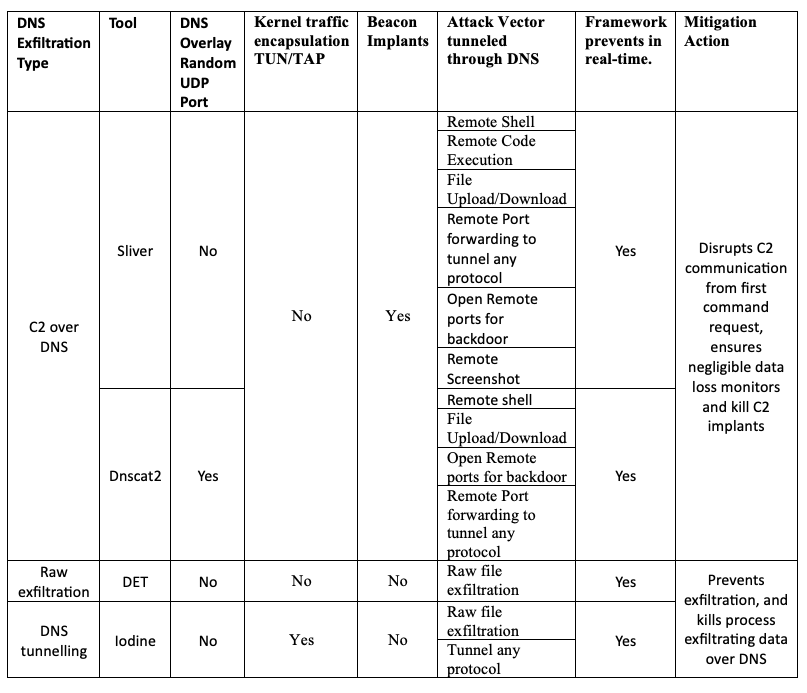 DNS
Exfiltration
Type
Tool
DNS
Overlay
Random
UDP
Port
Kernel traffic
encapsulation
TUN/TAP
Beacon
Implants
Attack Vector
tunneled
through DNS
Framework
prevents in
real-time.
Mitigation
Action
C2 over
DNS
Sliver
No
No
Yes
Remote Shell
Remote Code
Execution
File
Upload/Download
Remote Port
forwarding to
tunnel any
protocol
Open Remote
ports for
backdoor
Remote
Screenshot
Yes
Disrupts C2
communication
from first
command
request,
ensures
negligible data
loss monitors
and kill C2
implants
Dnscat2
Yes
Remote shell
File
Upload/Download
Open Remote
ports for backdoor
Remote Port
forwarding to
tunnel any
protocol
Yes
Raw
exfiltration
DET
No
No
No
Raw file
exfiltration
Yes
Prevents
exfiltration, and
kills process
exfiltrating data
over DNS
DNS
tunnelling
Iodine
No
Yes
No
Raw file
exfiltration
Tunnel any
protocol
Yes